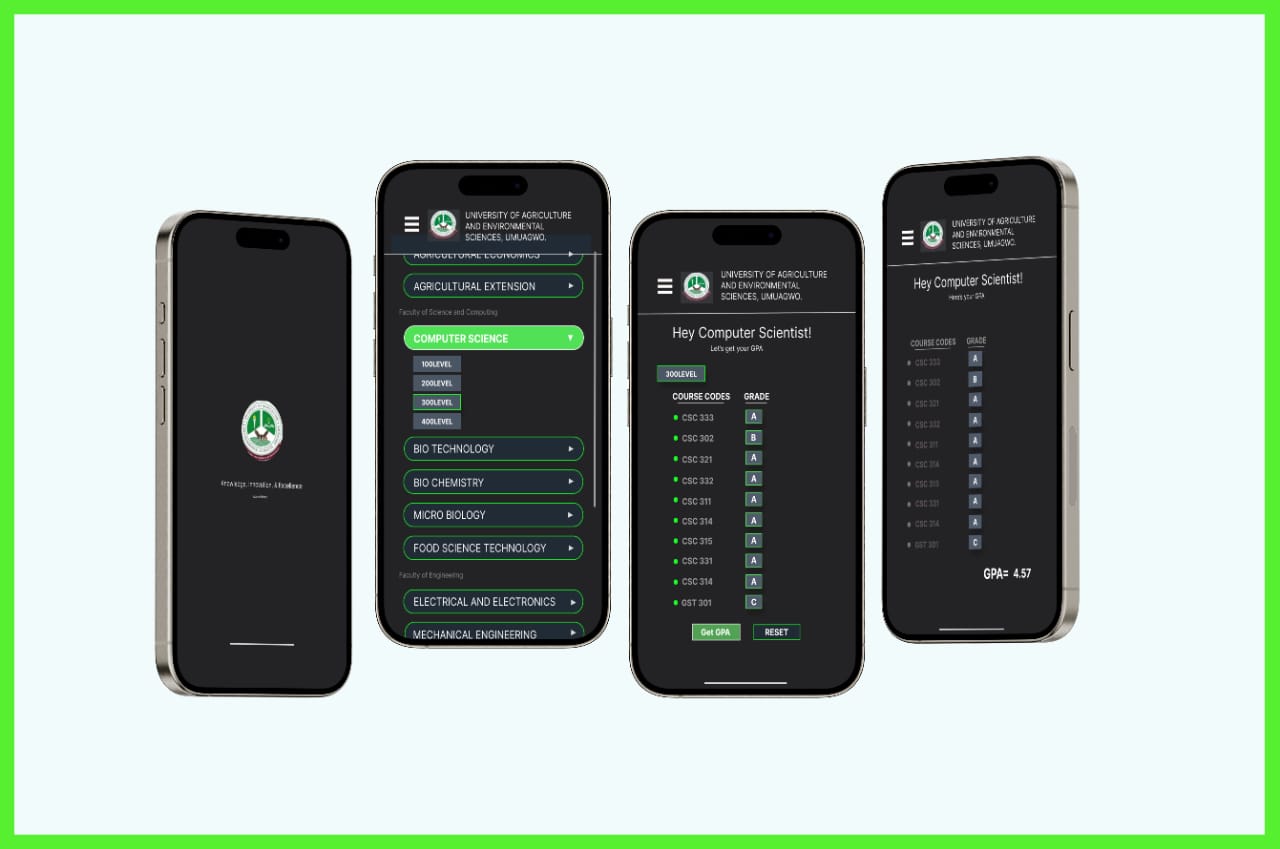 Knowledge, Innovation, & Excellence
UNIVERSITY OF AGRICULTURE
AND ENVIRONMENTAL
SCIENCES, UMUAGWO.
AGRICULTURAL ECONOMICS
AGRICULTURAL EXTENSION
Faculty of Science and Computing
COMPUTER SCIENCE
100LEVEL
200LEVEL
300LEVEL
400LEVEL
BIO TECHNOLOGY
BIO CHEMISTRY
MICRO BIOLOGY
FOOD SCIENCE TECHNOLOGY
Faculty of Engineering
ELECTRICAL AND ELECTRONICS
MECHANICAL ENGINEERING
UNIVERSITY OF AGRICULTURE
AND ENVIRONMENTAL
SCIENCES, UMUAGWO.
Hey Computer Scientist!
Let's get your GPA
300LEVEL
COURSE CODES GRADE
CSC 333 A
CSC 302 B
CSC 321 A
CSC 332 A
CSC 311 A
CSC 314 A
CSC 315 A
CSC 331 A
CSC 314 A
GST 301 C
Get GPA RESET
UNIVERSITY OF AGRICULTURE
AND ENVIRONMENTAL
SCIENCES, UMUAGWO.
Hey Computer Scientist!
Here's your GPA
COURSE CODES GRADE
CSC 333 A
CSC 302 B
CSC 321 A
CSC 332 A
CSC 311 A
CSC 314 A
CSC 315 A
CSC 331 A
CSC 314 A
GST 301 C
GPA= 4.57